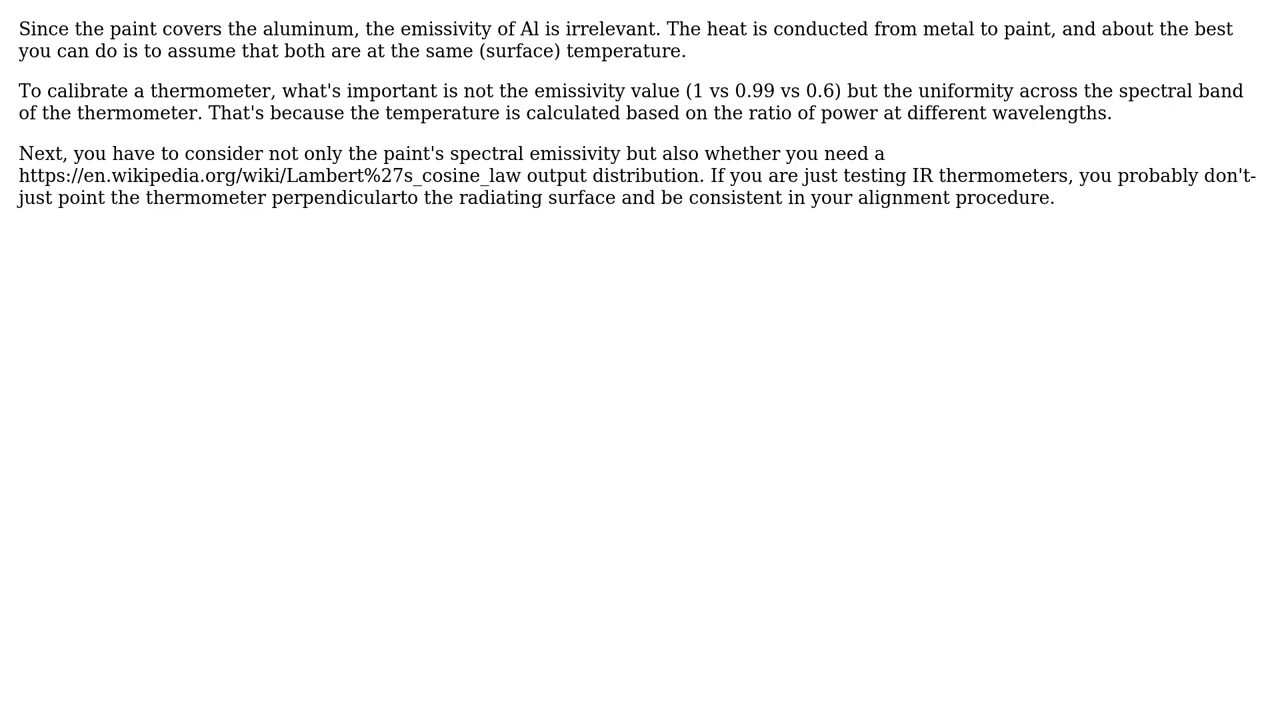 Since the paint covers the aluminum, the emissivity of Al is irrelevant. The heat is conducted from metal to paint, and about the best
you can do is to assume that both are at the same (surface) temperature.
To calibrate a thermometer, what's important is not the emissivity value (1 vs 0.99 vs 0.6) but the uniformity across the spectral band
of the thermometer. That's because the temperature is calculated based on the ratio of power at different wavelengths.
Next, you have to consider not only the paint's spectral emissivity but also whether you need a
https://en.wikipedia.org/wiki/Lambert%27s_cosine_law output distribution. If you are just testing IR thermometers, you probably don't-
just point the thermometer perpendicularto the radiating surface and be consistent in your alignment procedure.